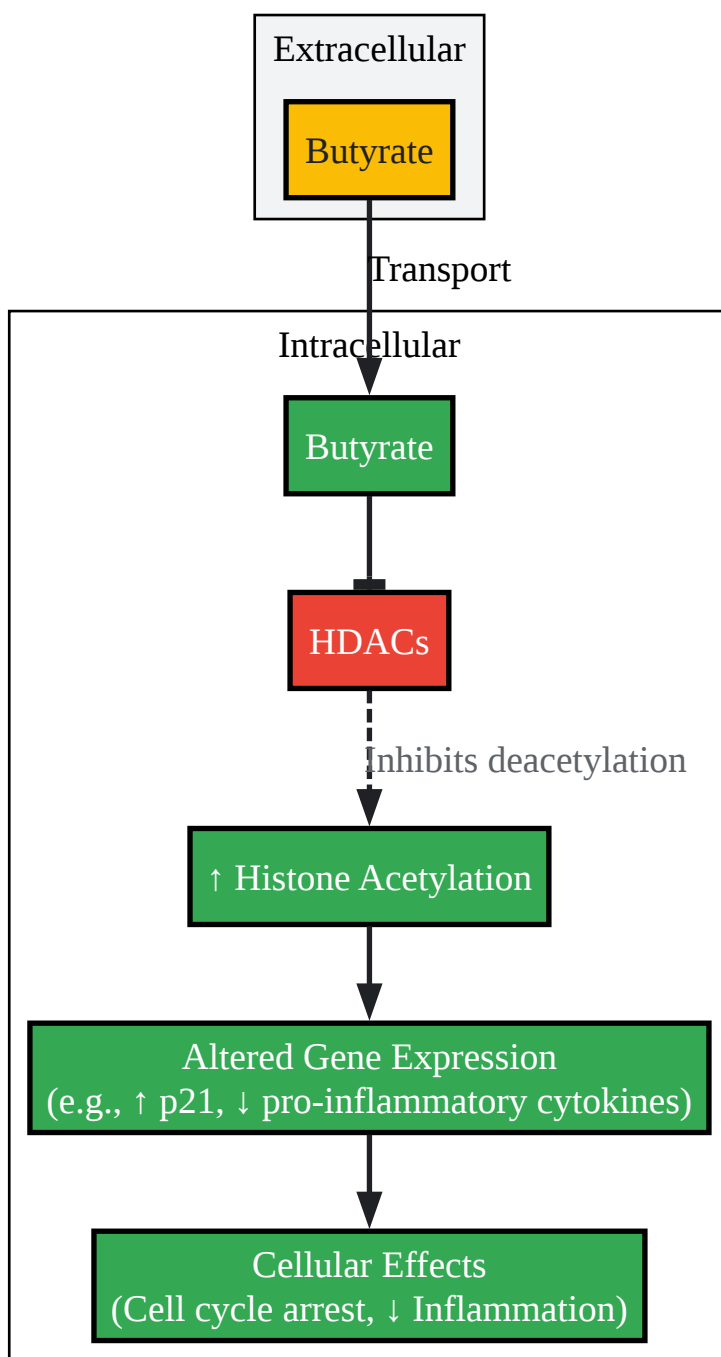 Extracellular
Butyrate
Transport
Intracellular
Butyrate
HDACs
Inhibits deacetylation
↑ Histone Acetylation
Altered Gene Expression
(e.g., ↑ p21, ↓ pro-inflammatory cytokines)
Cellular Effects
(Cell cycle arrest, ↓ Inflammation)